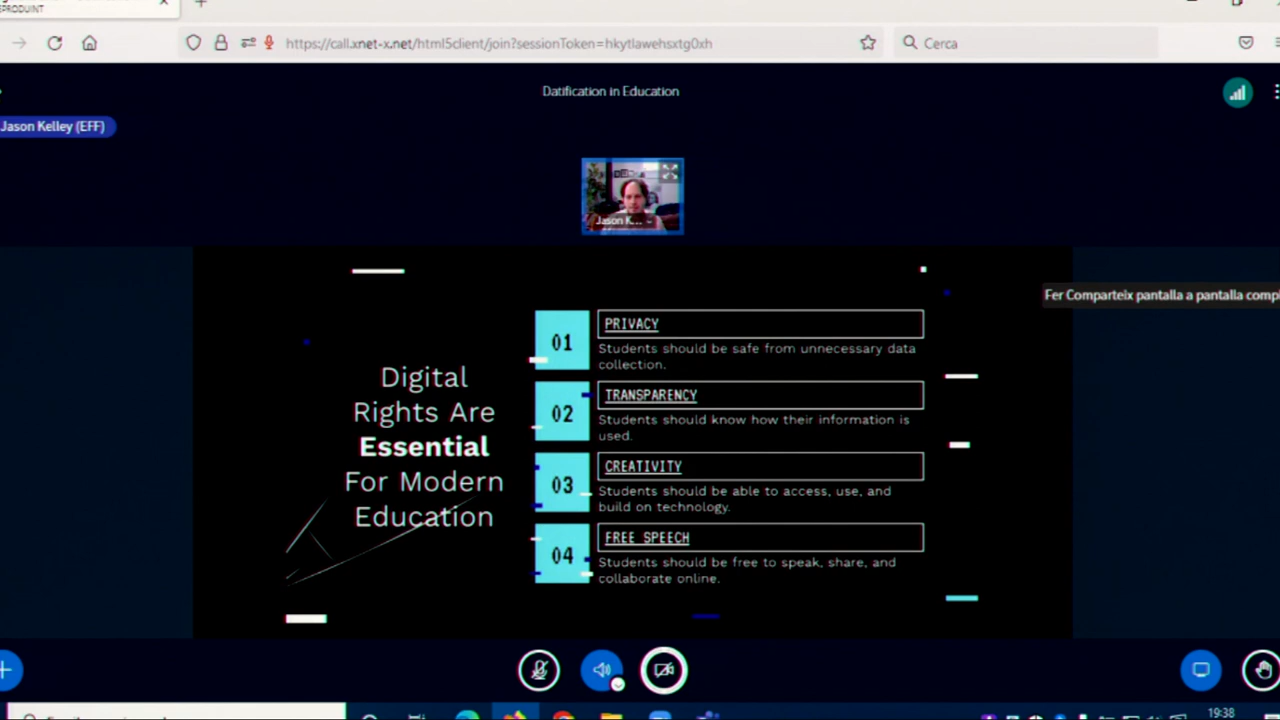 REPRODUINT
https://call.xnet-x.net/html5client/join?sessionToken=hkytlawehsxtg0xh
Cerca
Datification in Education
Jason Kelley (EFF)
Jason K...
Fer Comparteix pantalla a pantalla comp
Digital
Rights Are
Essential
For Modern
Education
01
PRIVACY
Students should be safe from unnecessary data
collection.
02
TRANSPARENCY
Students should know how their information is
used.
03
CREATIVITY
Students should be able to access, use, and
build on technology.
04
FREE SPEECH
Students should be free to speak, share, and
collaborate online.
19:38